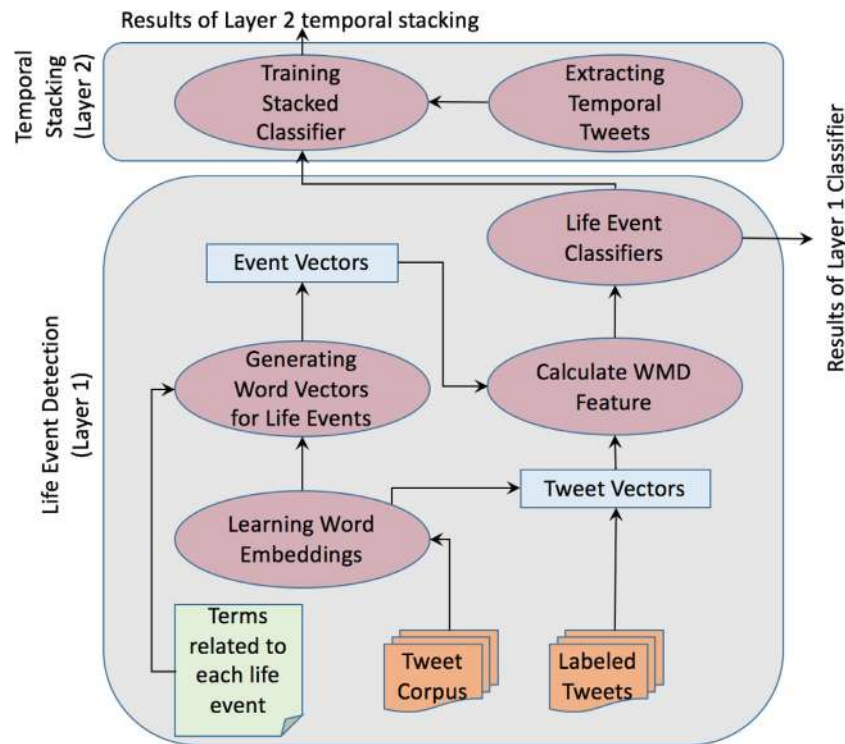 Results of Layer 2 temporal stacking
Temporal
Stacking
(Layer 2)
Training
Stacked
Classifier
Extracting
Temporal
Tweets
Life Event Detection
(Layer 1)
Life Event
Classifiers
Results of Layer 1 Classifier
Event Vectors
Generating
Word Vectors
for Life Events
Calculate WMD
Feature
Tweet Vectors
Learning Word
Embeddings
Terms
related to
each life
event
Tweet
Corpus
Labeled
Tweets